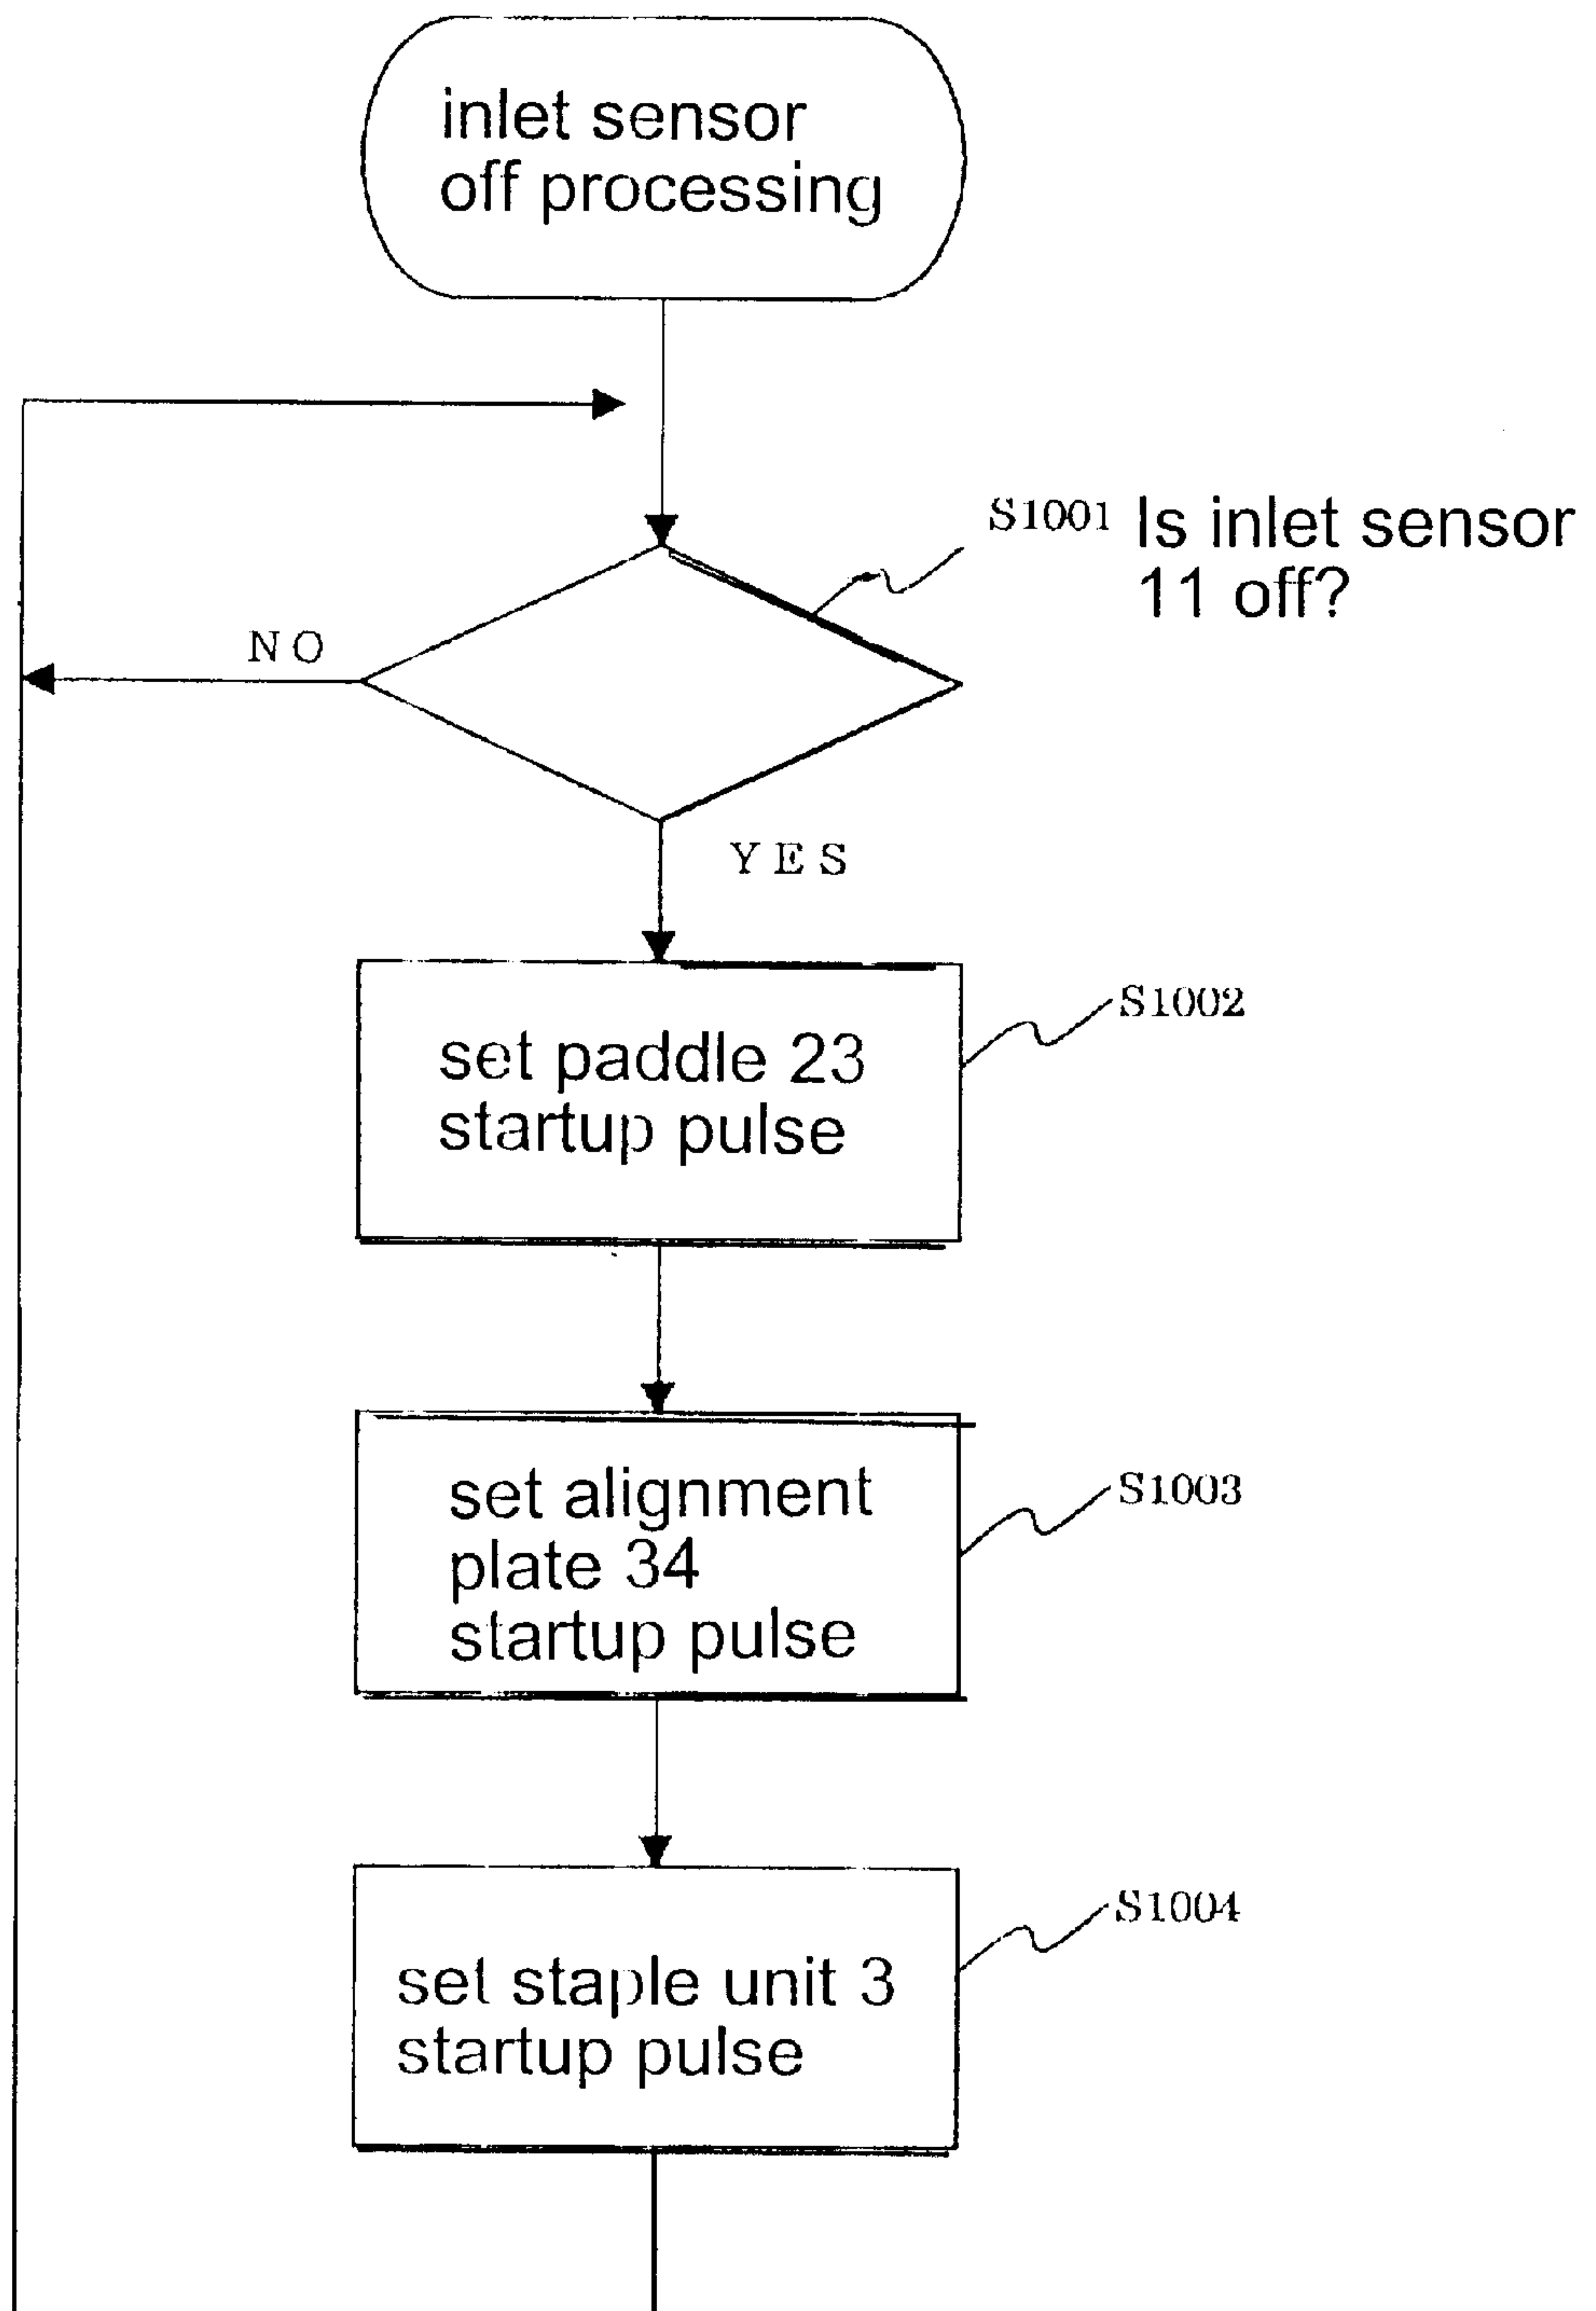 inlet sensor
off processing
S1001 Is inlet sensor
11 off?
NO
YES
set paddle 23
startup pulse
S1002
set alignment
plate 34
startup pulse
S1003
set staple unit 3
startup pulse
S1004